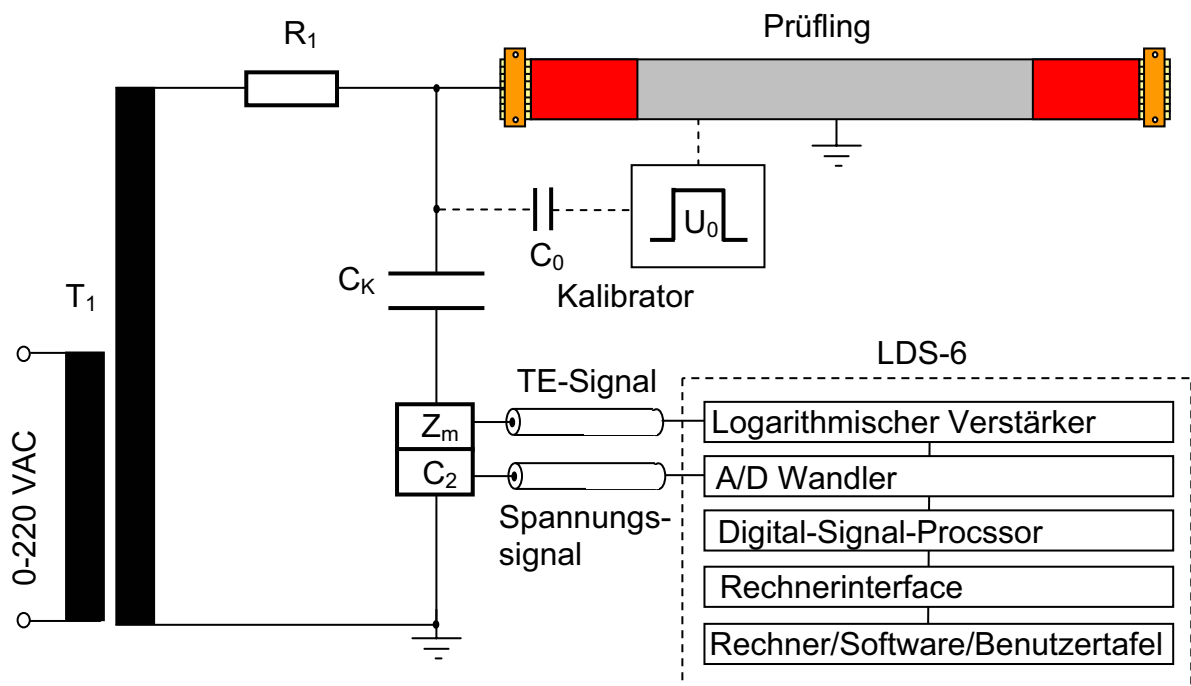 Prüfling
R₁
U₀
C₀
Kalibrator
Cₖ
T₁
LDS-6
TE-Signal
Zₘ
Logarithmischer Verstärker
C₂
A/D Wandler
0-220 VAC
Spannungs-
signal
Digital-Signal-Procssor
Rechnerinterface
Rechner/Software/Benutzertafel